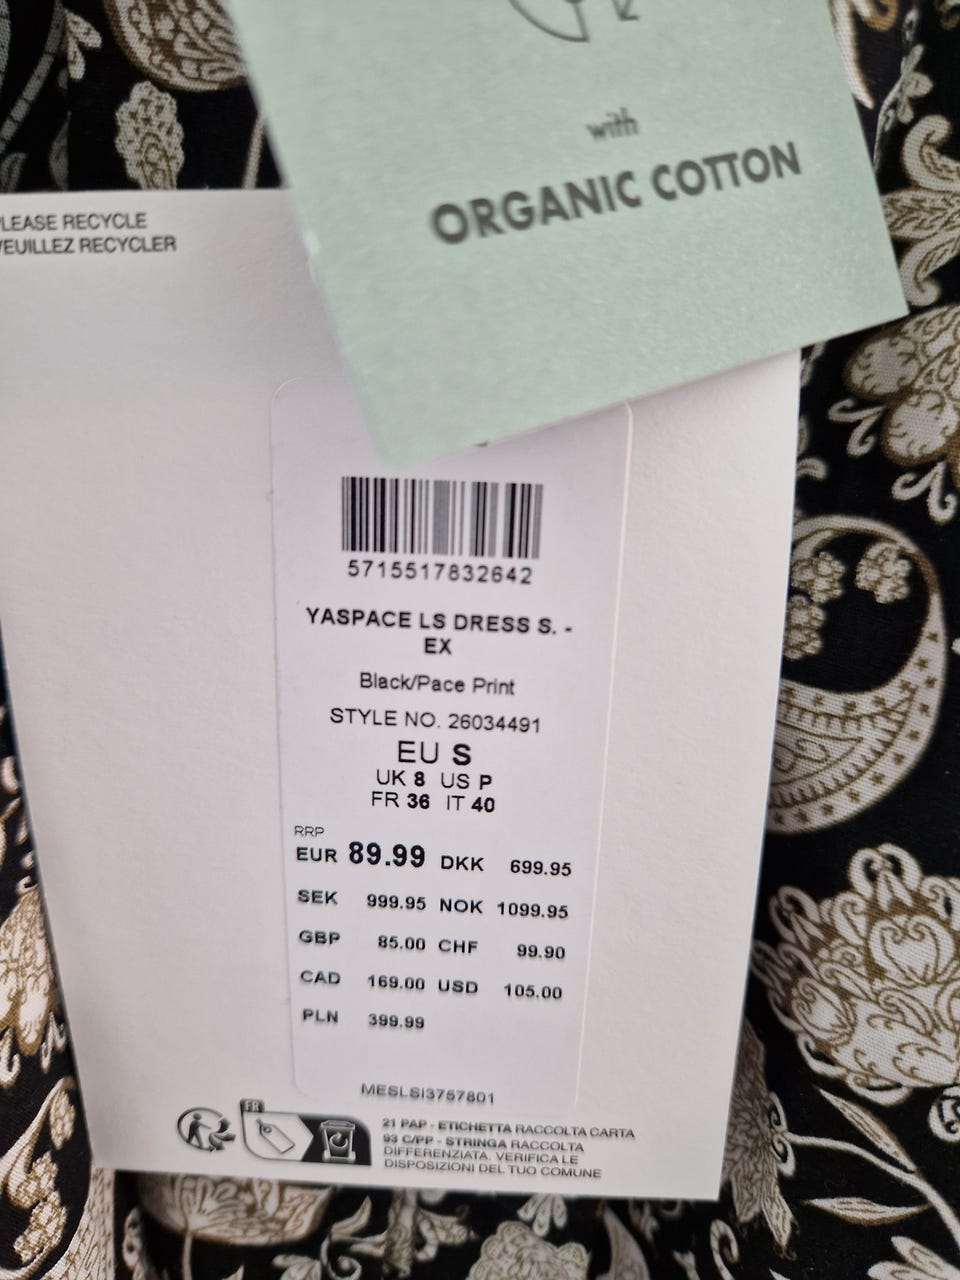 with
ORGANIC COTTON
LEASE RECYCLE
EUILLEZ RECYCLER
5715517832642
YASPACE LS DRESS S. -
EX
Black/Pace Print
STYLE NO. 26034491
EU S
UK 8 US P
FR 36 IT 40
RRP
EUR 89.99 DKK 699.95
SEK 999.95 NOK 1099.95
GBP 85.00 CHF 99.90
CAD 169.00 USD 105.00
PLN 399.99
MESLSI3757801
FR
21 PAP - ETICHETTA RACCOLTA CARTA
93 C/PP - STRINGA RACCOLTA
DIFFERENZIATA. VERIFICA LE
DISPOSIZIONI DEL TUO COMUNE